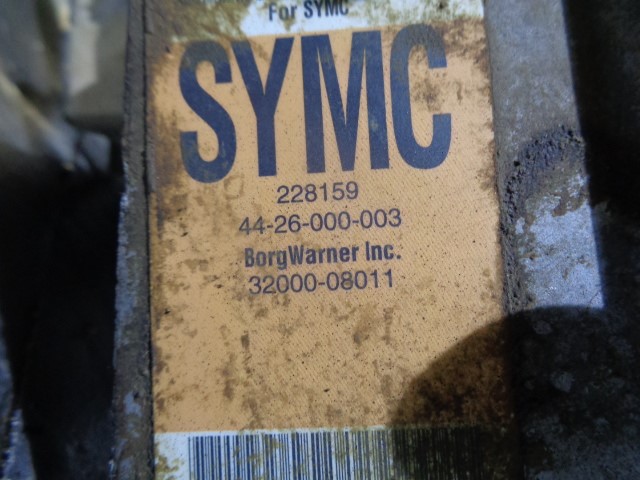 For SYMC
SYMC
228159
44-26-000-003
BorgWarner Inc.
32000-08011